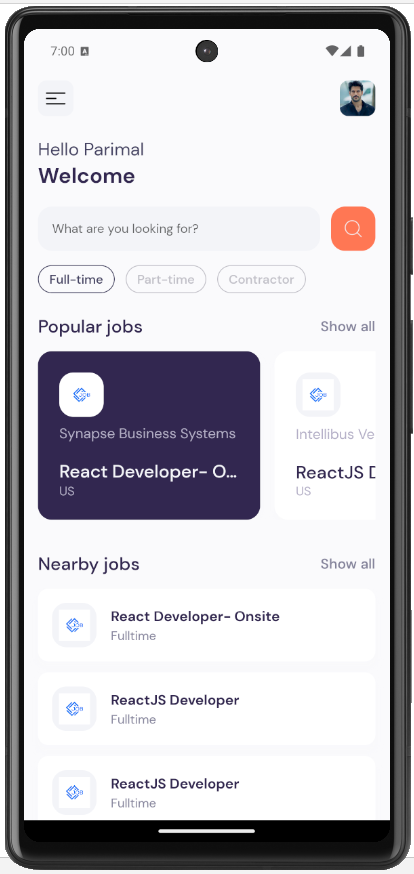 7:00
Hello Parimal
Welcome
What are you looking for?
Full-time Part-time Contractor
Popular jobs Show all
Synapse Business Systems
React Developer- O...
US
Intellibus Ve
ReactJS D
US
Nearby jobs Show all
React Developer- Onsite
Fulltime
ReactJS Developer
Fulltime
ReactJS Developer
Fulltime